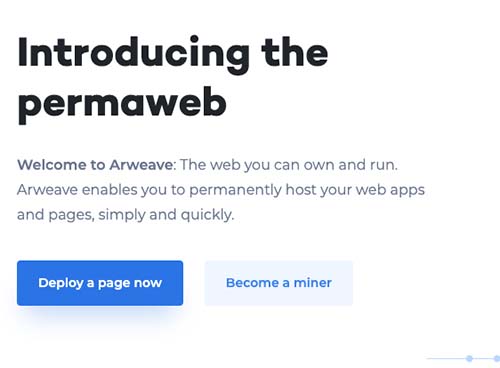 Introducing the
permaweb
Welcome to Arweave: The web you can own and run.
Arweave enables you to permanently host your web apps
and pages, simply and quickly.
Deploy a page now
Become a miner